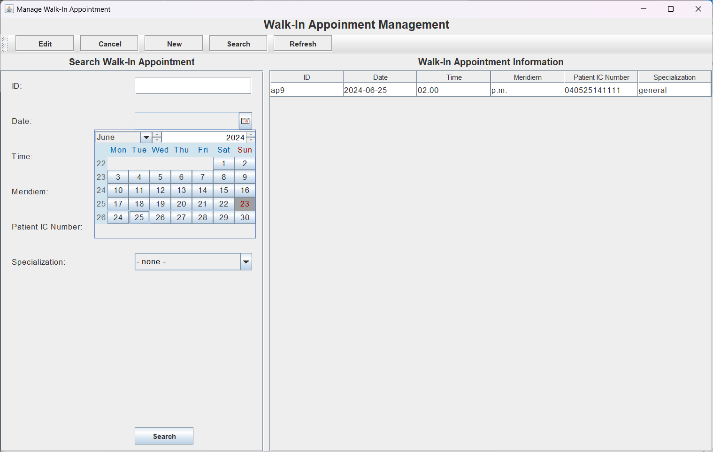 Manage Walk-In Appointment
Walk-In Appoinment Management
Edit Cancel New Search Refresh
Search Walk-In Appointment
ID:
Date:
June 2024
Mon Tue Wed Thu Fri Sat Sun
22 1 2
23 3 4 5 6 7 8 9
24 10 11 12 13 14 15 16
25 17 18 19 20 21 22 23
26 24 25 26 27 28 29 30
Time:
Meridiem:
Patient IC Number:
Specialization: - none -
Search
Walk-In Appointment Information
ID Date Time Meridiem Patient IC Number Specialization
ap9 2024-06-25 02.00 p.m. 040525141111 general